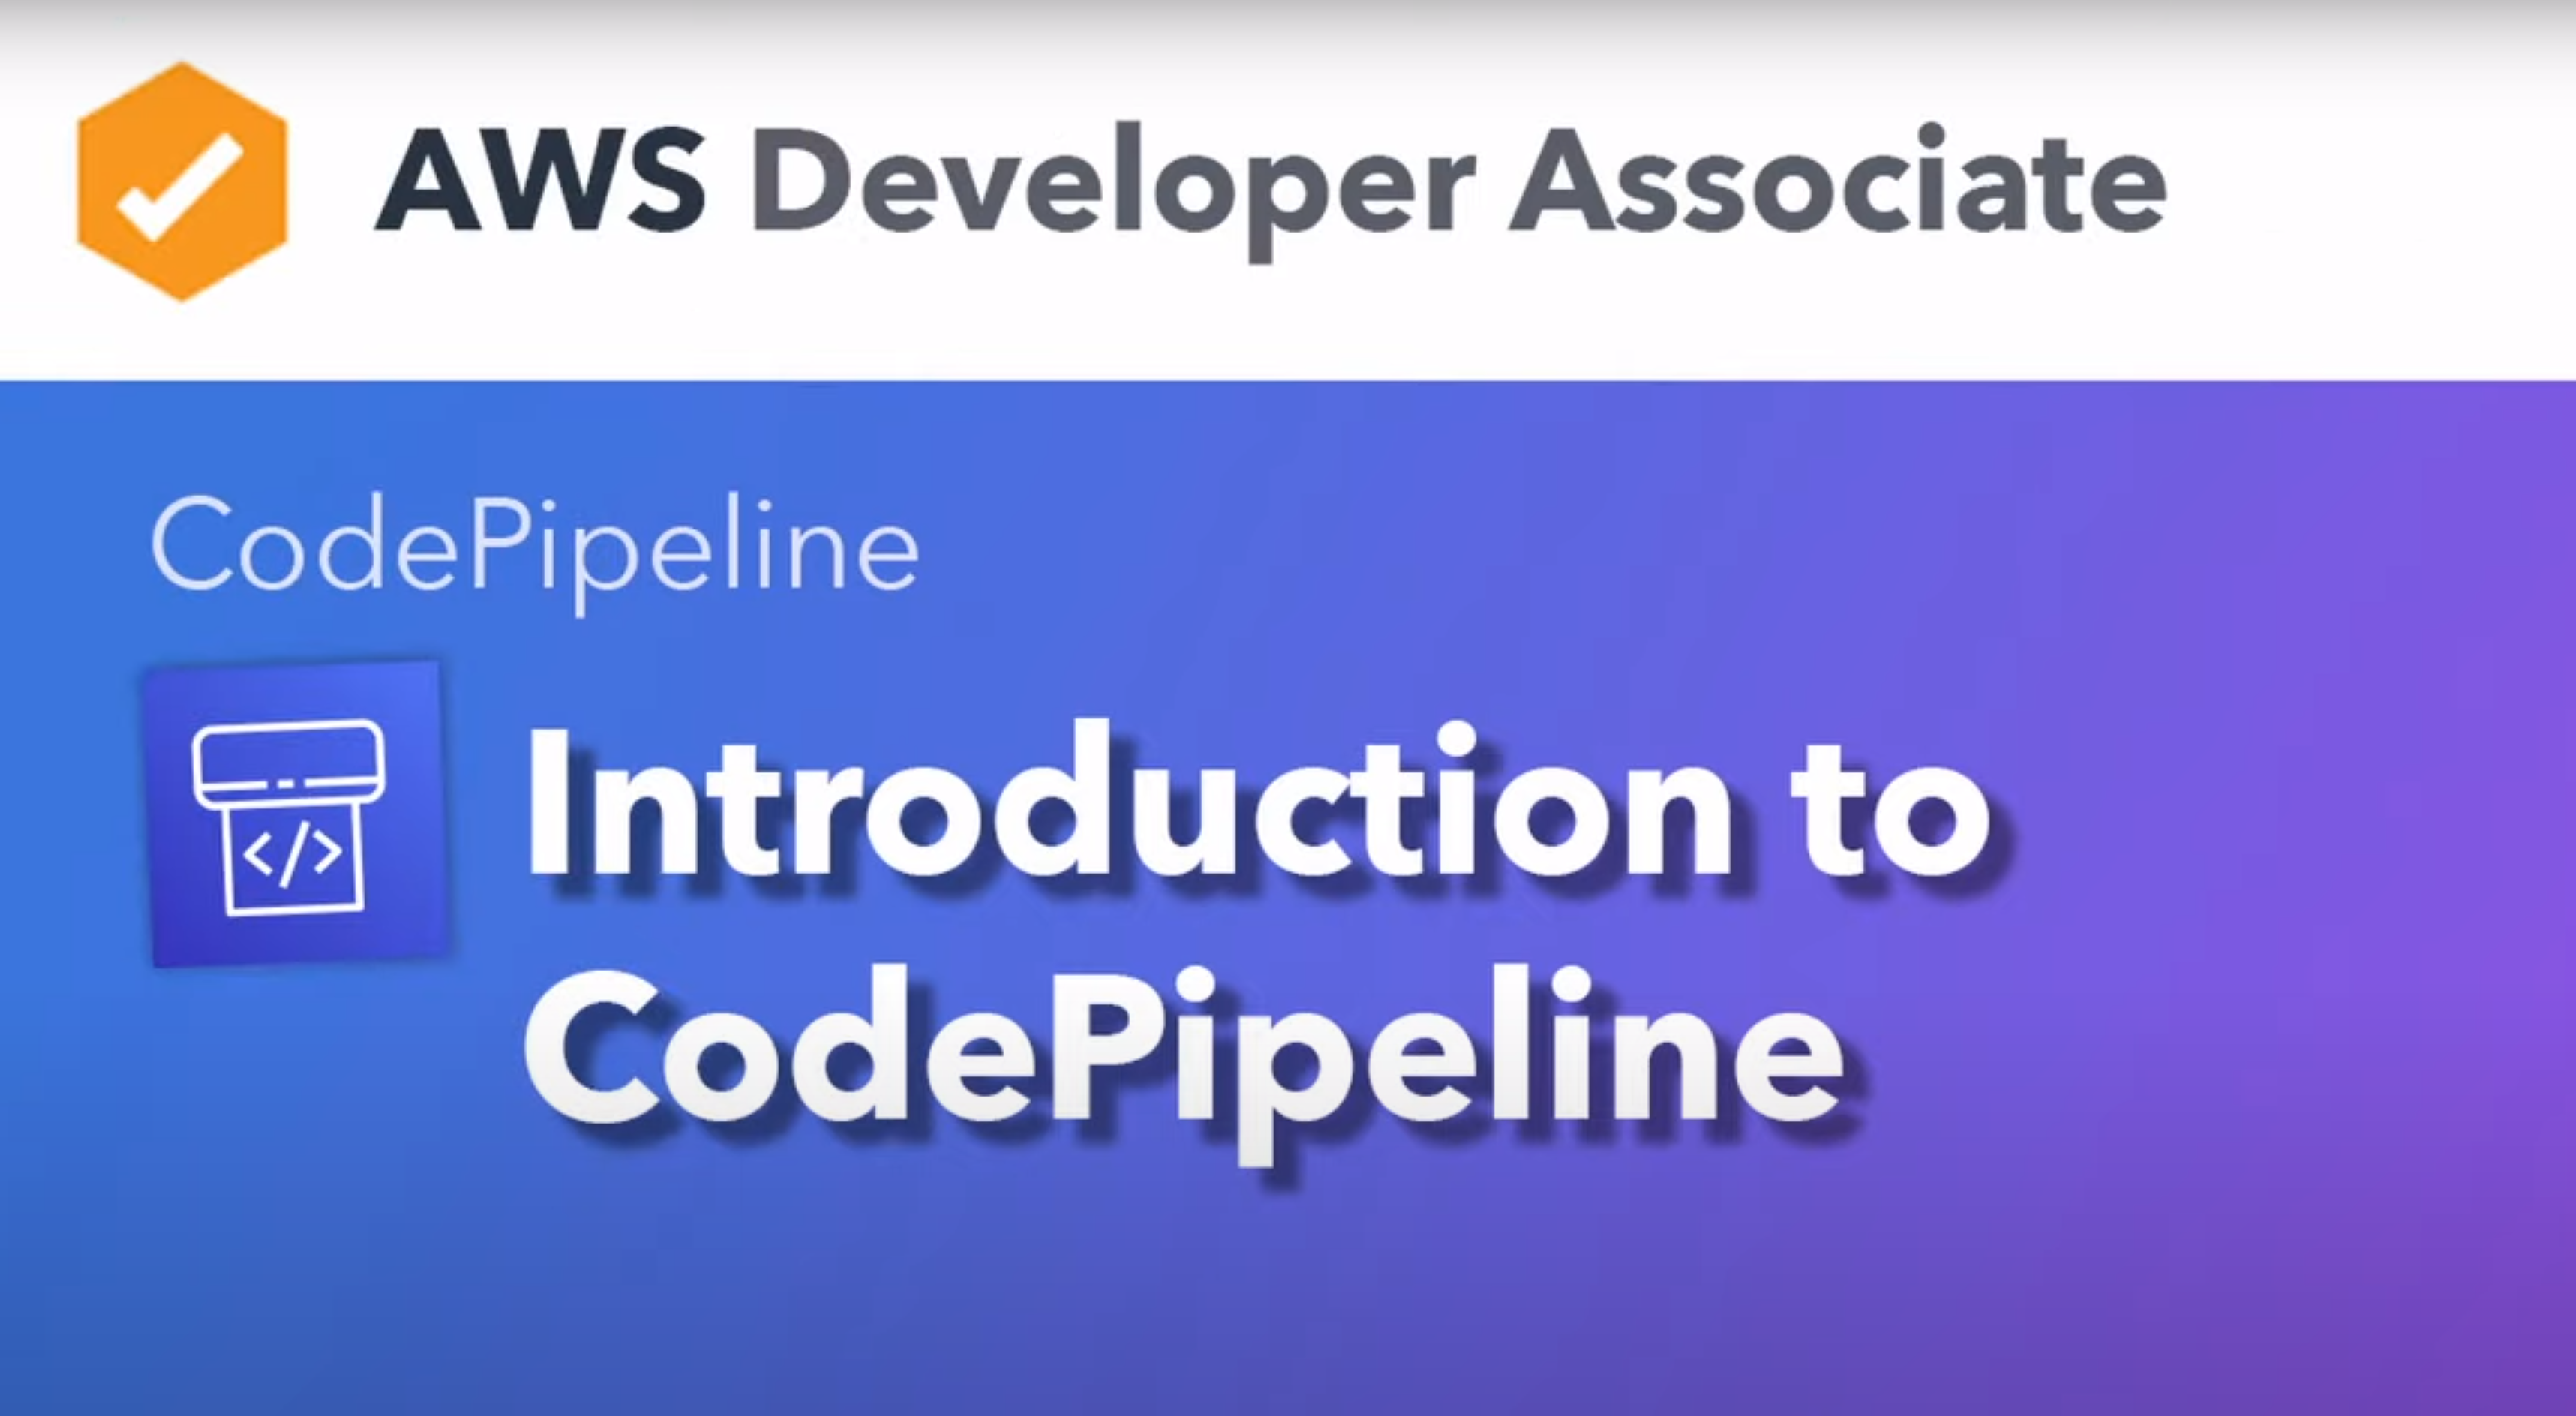 AWS Developer Associate
CodePipeline
</>
Introduction to
CodePipeline